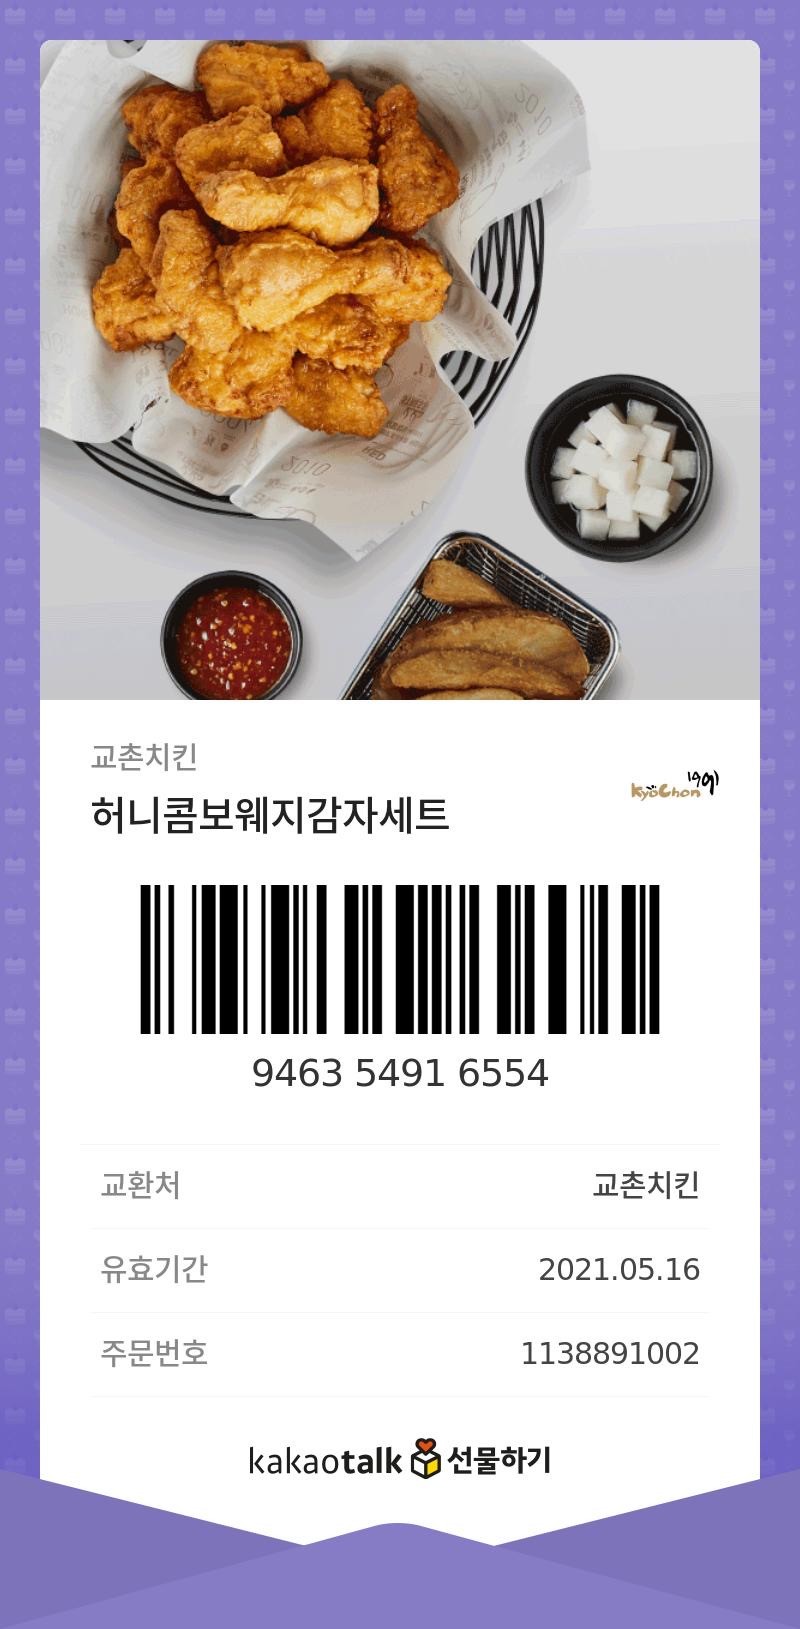 교촌치킨
허니콤보웨지감자세트
KyoChon 1991
9463 5491 6554
교환처 교촌치킨
유효기간 2021.05.16
주문번호 1138891002
kakaotalk 선물하기